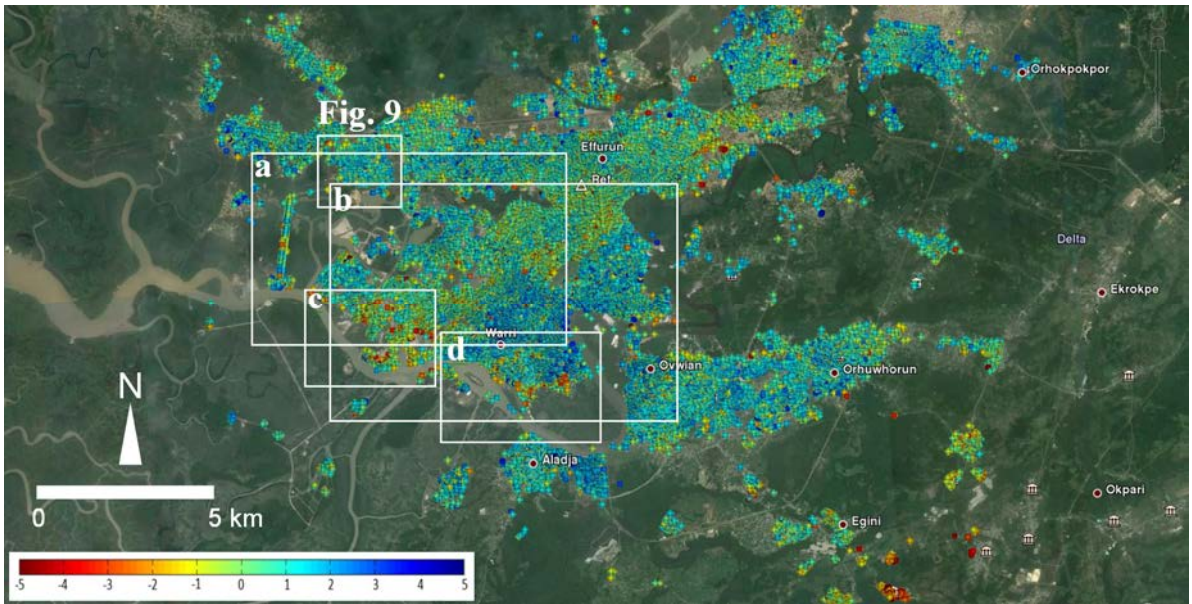 Orhokpokpor
Fig. 9
Effurun
a
Ref
b
Delta
Ekrokpe
c
Warri
d
Ovwian
Orhuwhorun
N
Aladja
Okpari
0
5 km
Egini
-5 -4 -3 -2 -1 0 1 2 3 4 5